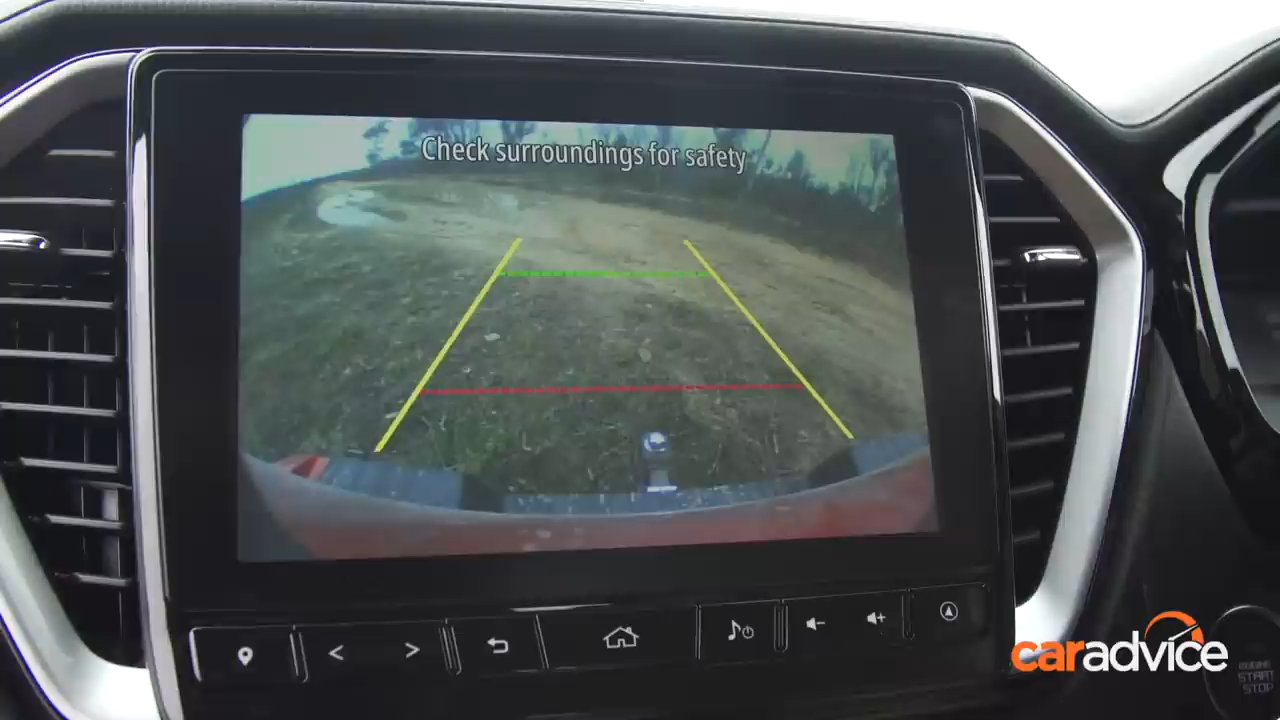 Check surroundings for safety
caradvice
ENGINE
START
STOP